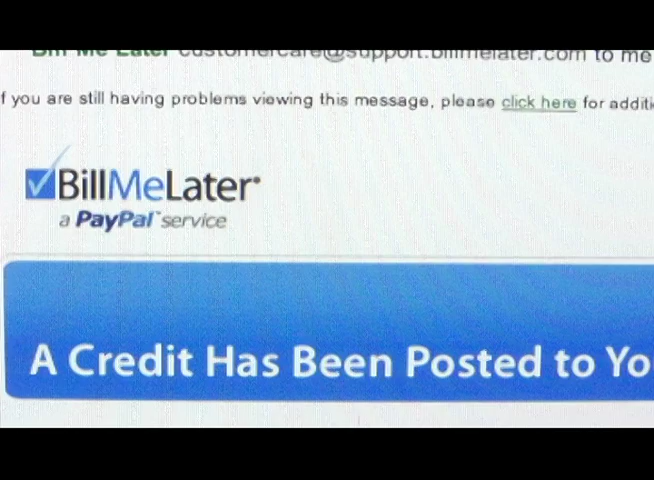 Bill Me Later customercare@support.billmelater.com to me
f you are still having problems viewing this message, please click here for additi
BillMeLater®
a PayPal™ service
A Credit Has Been Posted to Yo